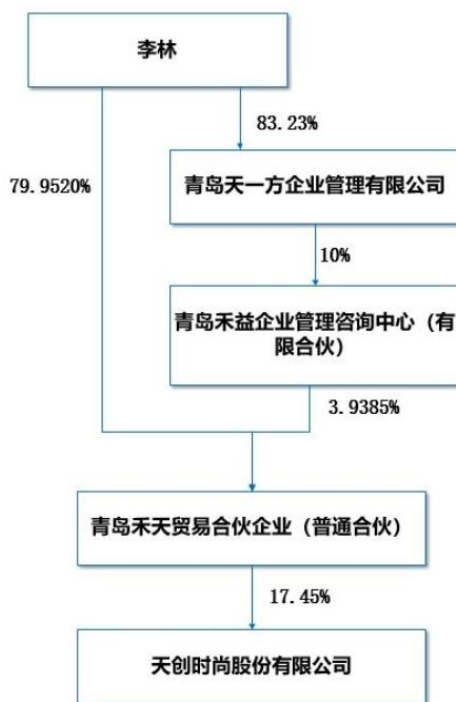 李林
83.23%
79.9520%
青岛天一方企业管理有限公司
10%
青岛禾益企业管理咨询中心（有
限合伙）
3.9385%
青岛禾天贸易合伙企业（普通合伙）
17.45%
天创时尚股份有限公司